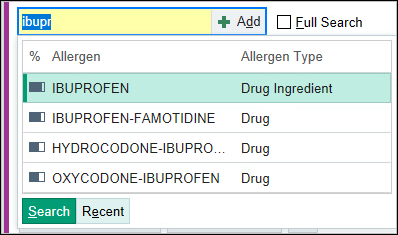 ibupr Add Full Search
% Allergen Allergen Type
IBUPROFEN Drug Ingredient
IBUPROFEN-FAMOTIDINE Drug
HYDROCODONE-IBUPRO... Drug
OXYCODONE-IBUPROFEN Drug
Search Recent